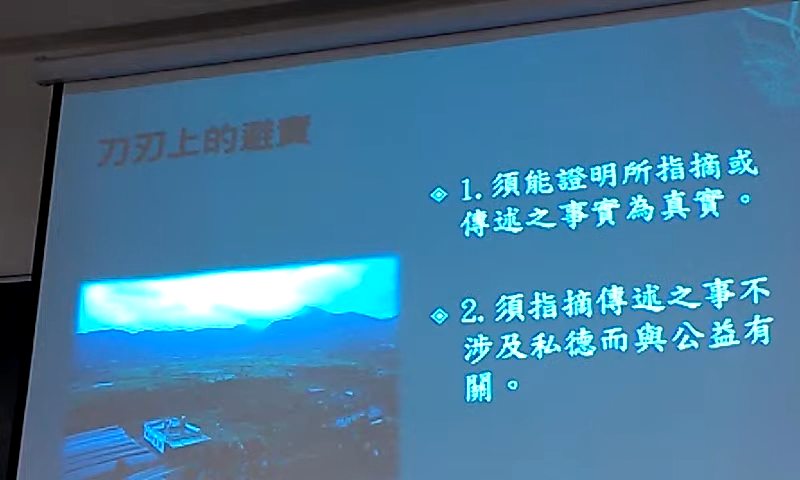 刀刃上的避實
1. 須能證明所指摘或
傳述之事實為真實。
2. 須指摘傳述之事不
涉及私德而與公益有
關。